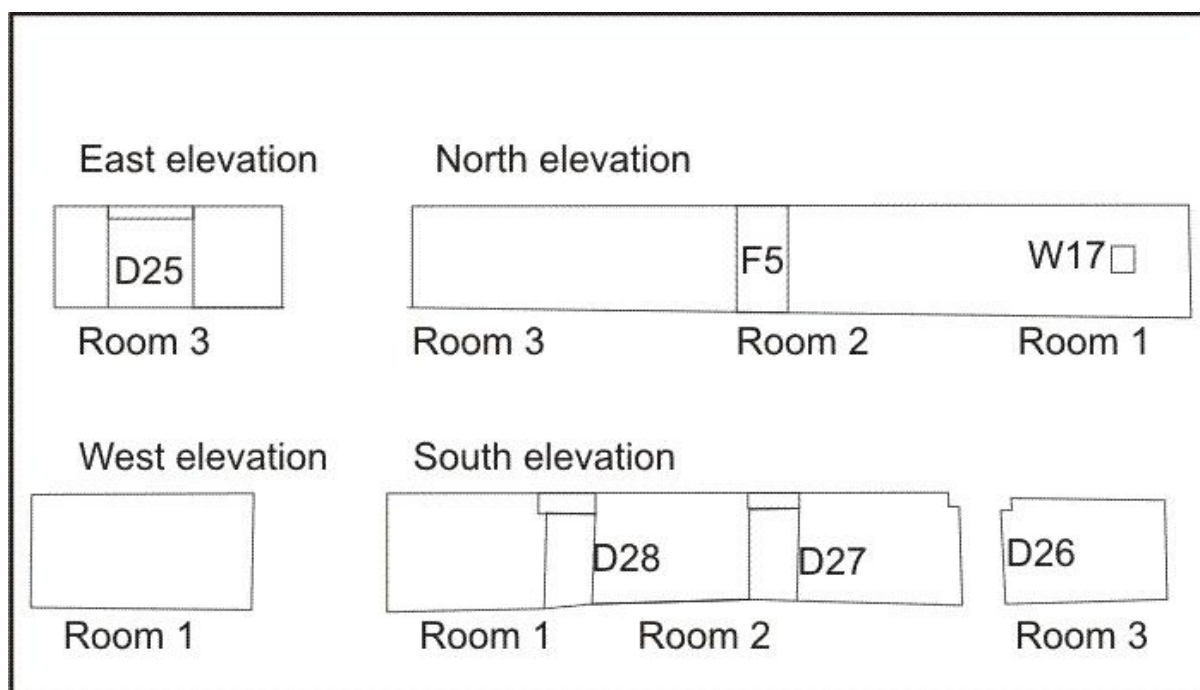 East elevation
North elevation
D25
F5
W17
Room 3
Room 3
Room 2
Room 1
West elevation
South elevation
D28
D27
D26
Room 1
Room 1
Room 2
Room 3